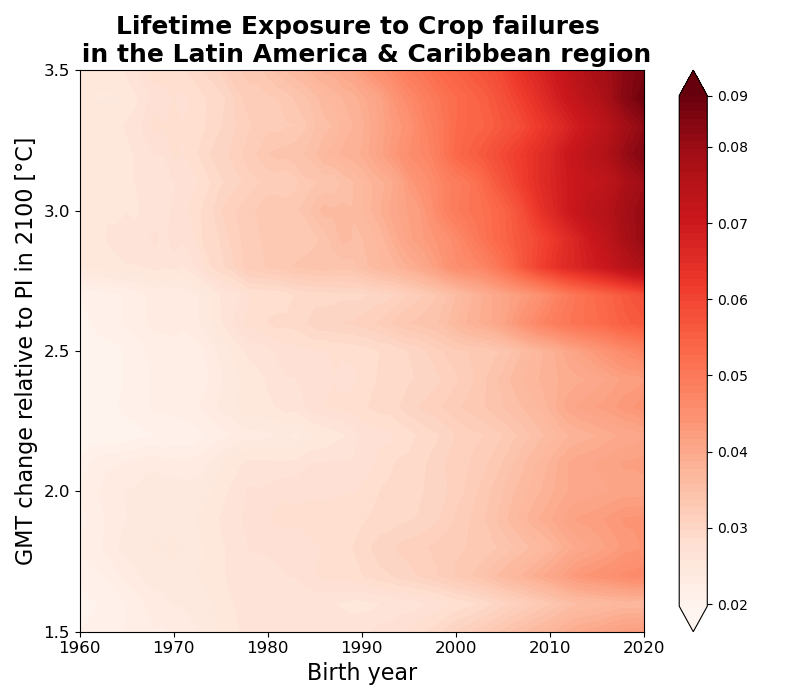 Lifetime Exposure to Crop failures
in the Latin America & Caribbean region
GMT change relative to PI in 2100 [°C]
3.5
3.0
2.5
2.0
1.5
1960 1970 1980 1990 2000 2010 2020
Birth year
0.09
0.08
0.07
0.06
0.05
0.04
0.03
0.02